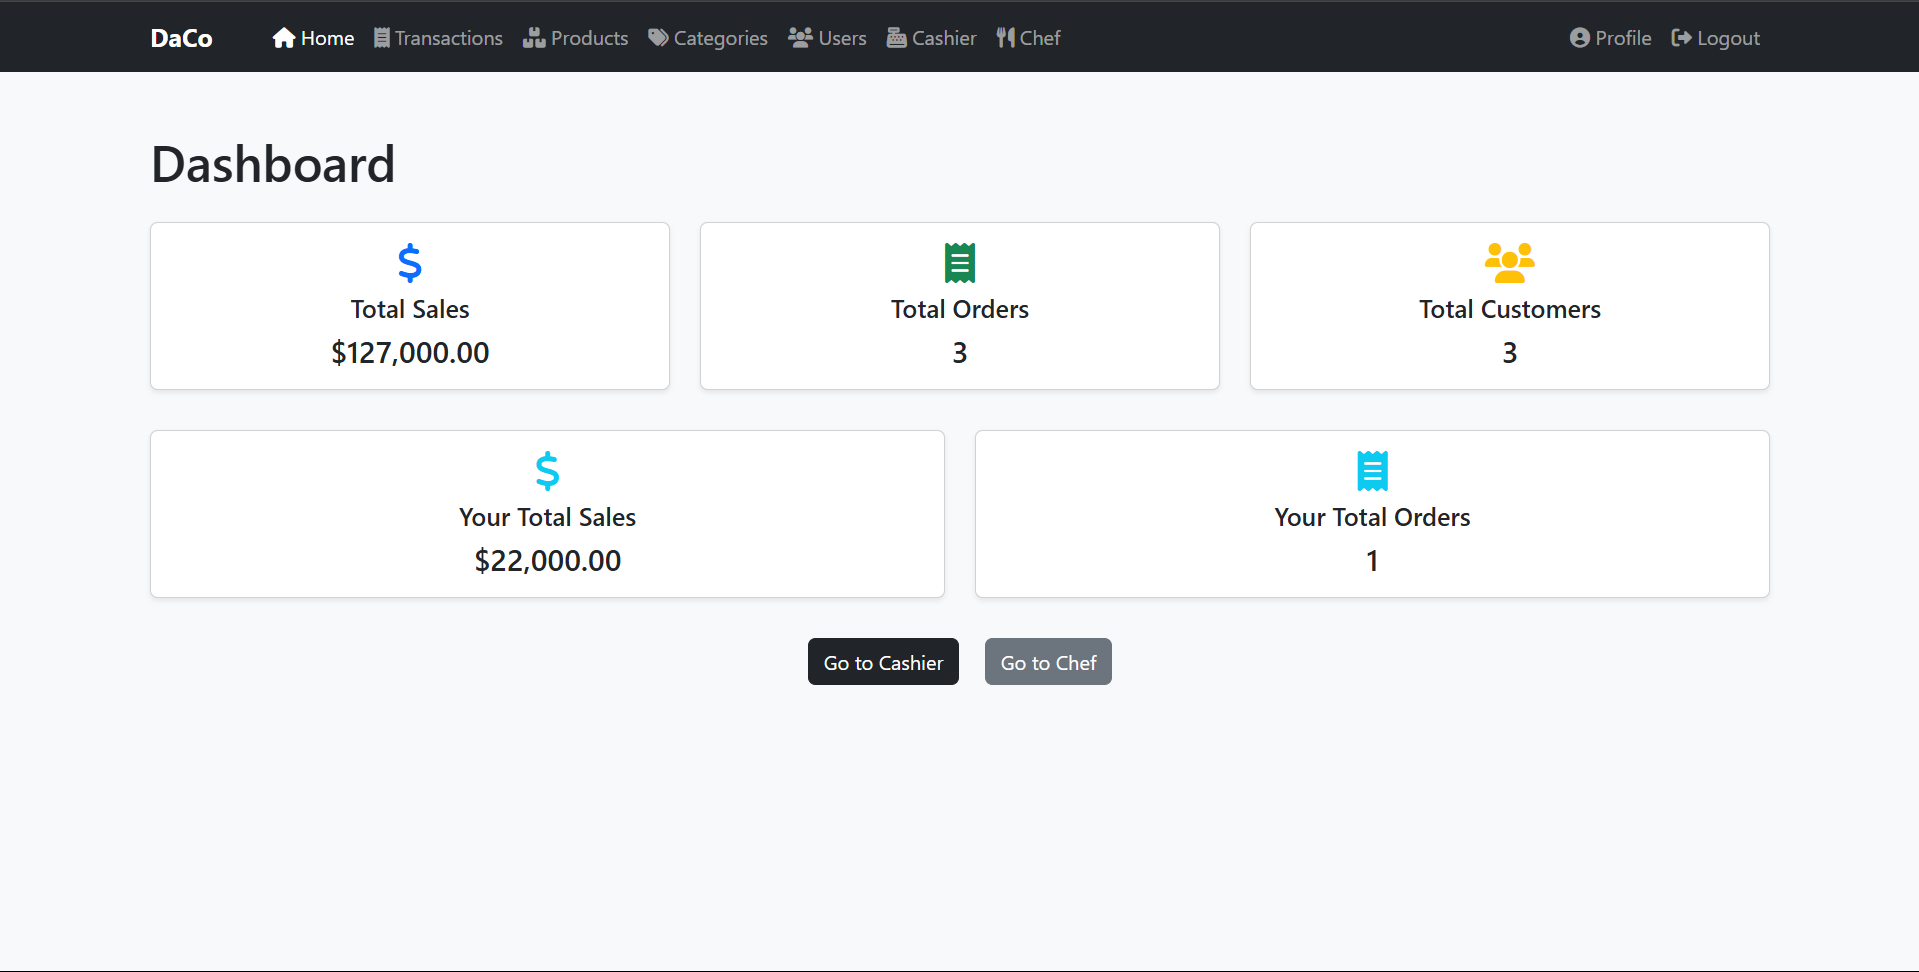 DaCo Home Transactions Products Categories Users Cashier Chef Profile Logout
Dashboard
Total Sales
$127,000.00
Total Orders
3
Total Customers
3
Your Total Sales
$22,000.00
Your Total Orders
1
Go to Cashier
Go to Chef